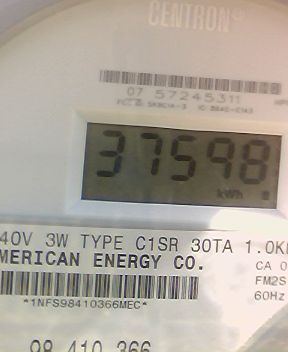 CENTRON®
07 57245311
37598
kWh
40V 3W TYPE C1SR 30TA 1.0K
MERICAN ENERGY CO.
CA 0
FM2S
60Hz
*1NFS98410366MEC*
98 410 366